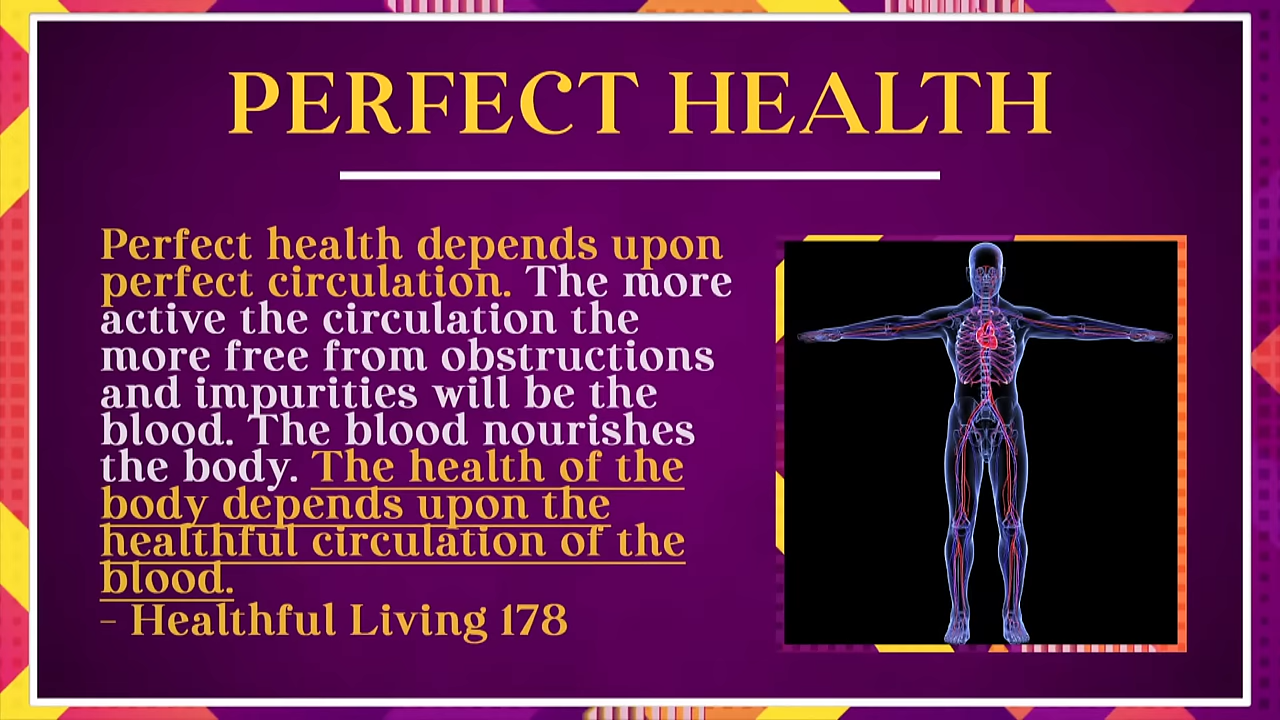 PERFECT HEALTH
Perfect health depends upon
perfect circulation. The more
active the circulation the
more free from obstructions
and impurities will be the
blood. The blood nourishes
the body. The health of the
body depends upon the
healthful circulation of the
blood.
- Healthful Living 178